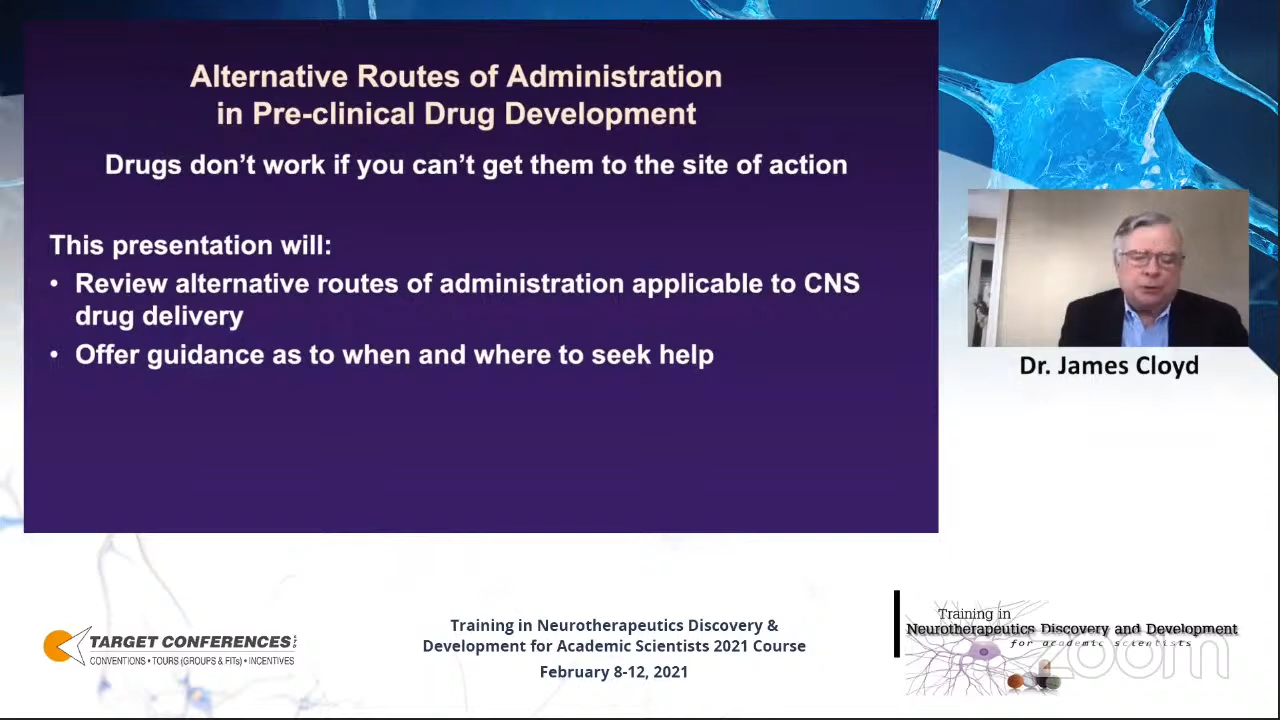 Alternative Routes of Administration
in Pre-clinical Drug Development
Drugs don’t work if you can’t get them to the site of action
This presentation will:
• Review alternative routes of administration applicable to CNS
drug delivery
• Offer guidance as to when and where to seek help
Dr. James Cloyd
TARGET CONFERENCES
CONVENTIONS • TOURS (GROUPS & FITs) • INCENTIVES
Training in Neurotherapeutics Discovery &
Development for Academic Scientists 2021 Course
February 8-12, 2021
Training in
Neurotherapeutics Discovery and Development
for academic scientists
zoom